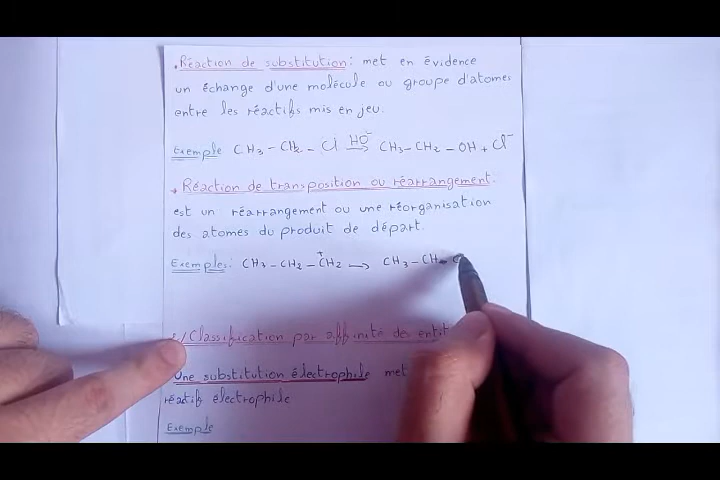 . Réaction de substitution : met en évidence
un échange d'une molécule ou groupe d'atomes
entre les réactifs mis en jeu.
Exemple CH3 - CH2 - Cl HO⁻ → CH3 - CH2 - OH + Cl⁻
Réaction de transposition ou réarrangement.
est un réarrangement ou une réorganisation
des atomes du produit de départ.
Exemples : CH3 - CH2 - C⁺H2 → CH3 - CH - C
/ Classification par affinité des
Une substitution électrophile met
réactif électrophile
Exemple